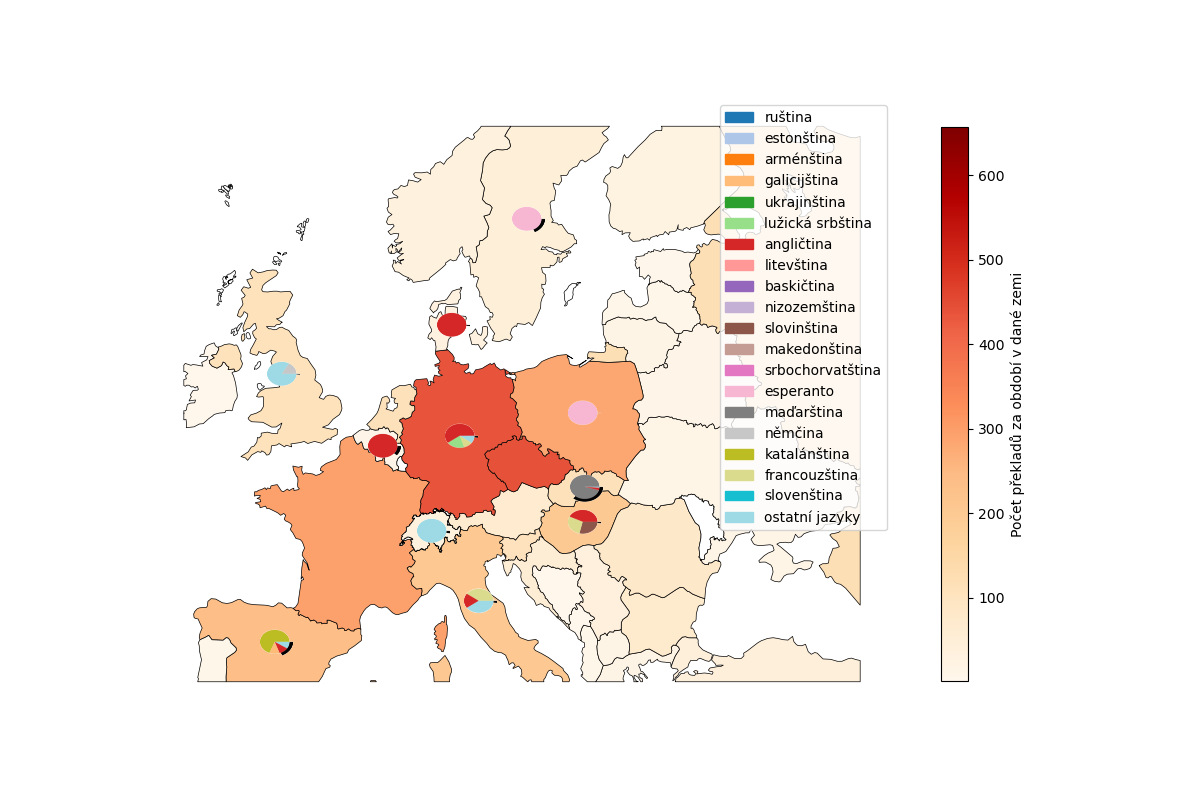 ruština
estonština
arménština
galicijština
ukrajinština
lužická srbština
angličtina
litevština
baskičtina
nizozemština
slovinština
makedonština
srbochorvatština
esperanto
maďarština
němčina
katalánština
francouzština
slovenština
ostatní jazyky
600
500
400
300
200
100
Počet překladů za období v dané zemi